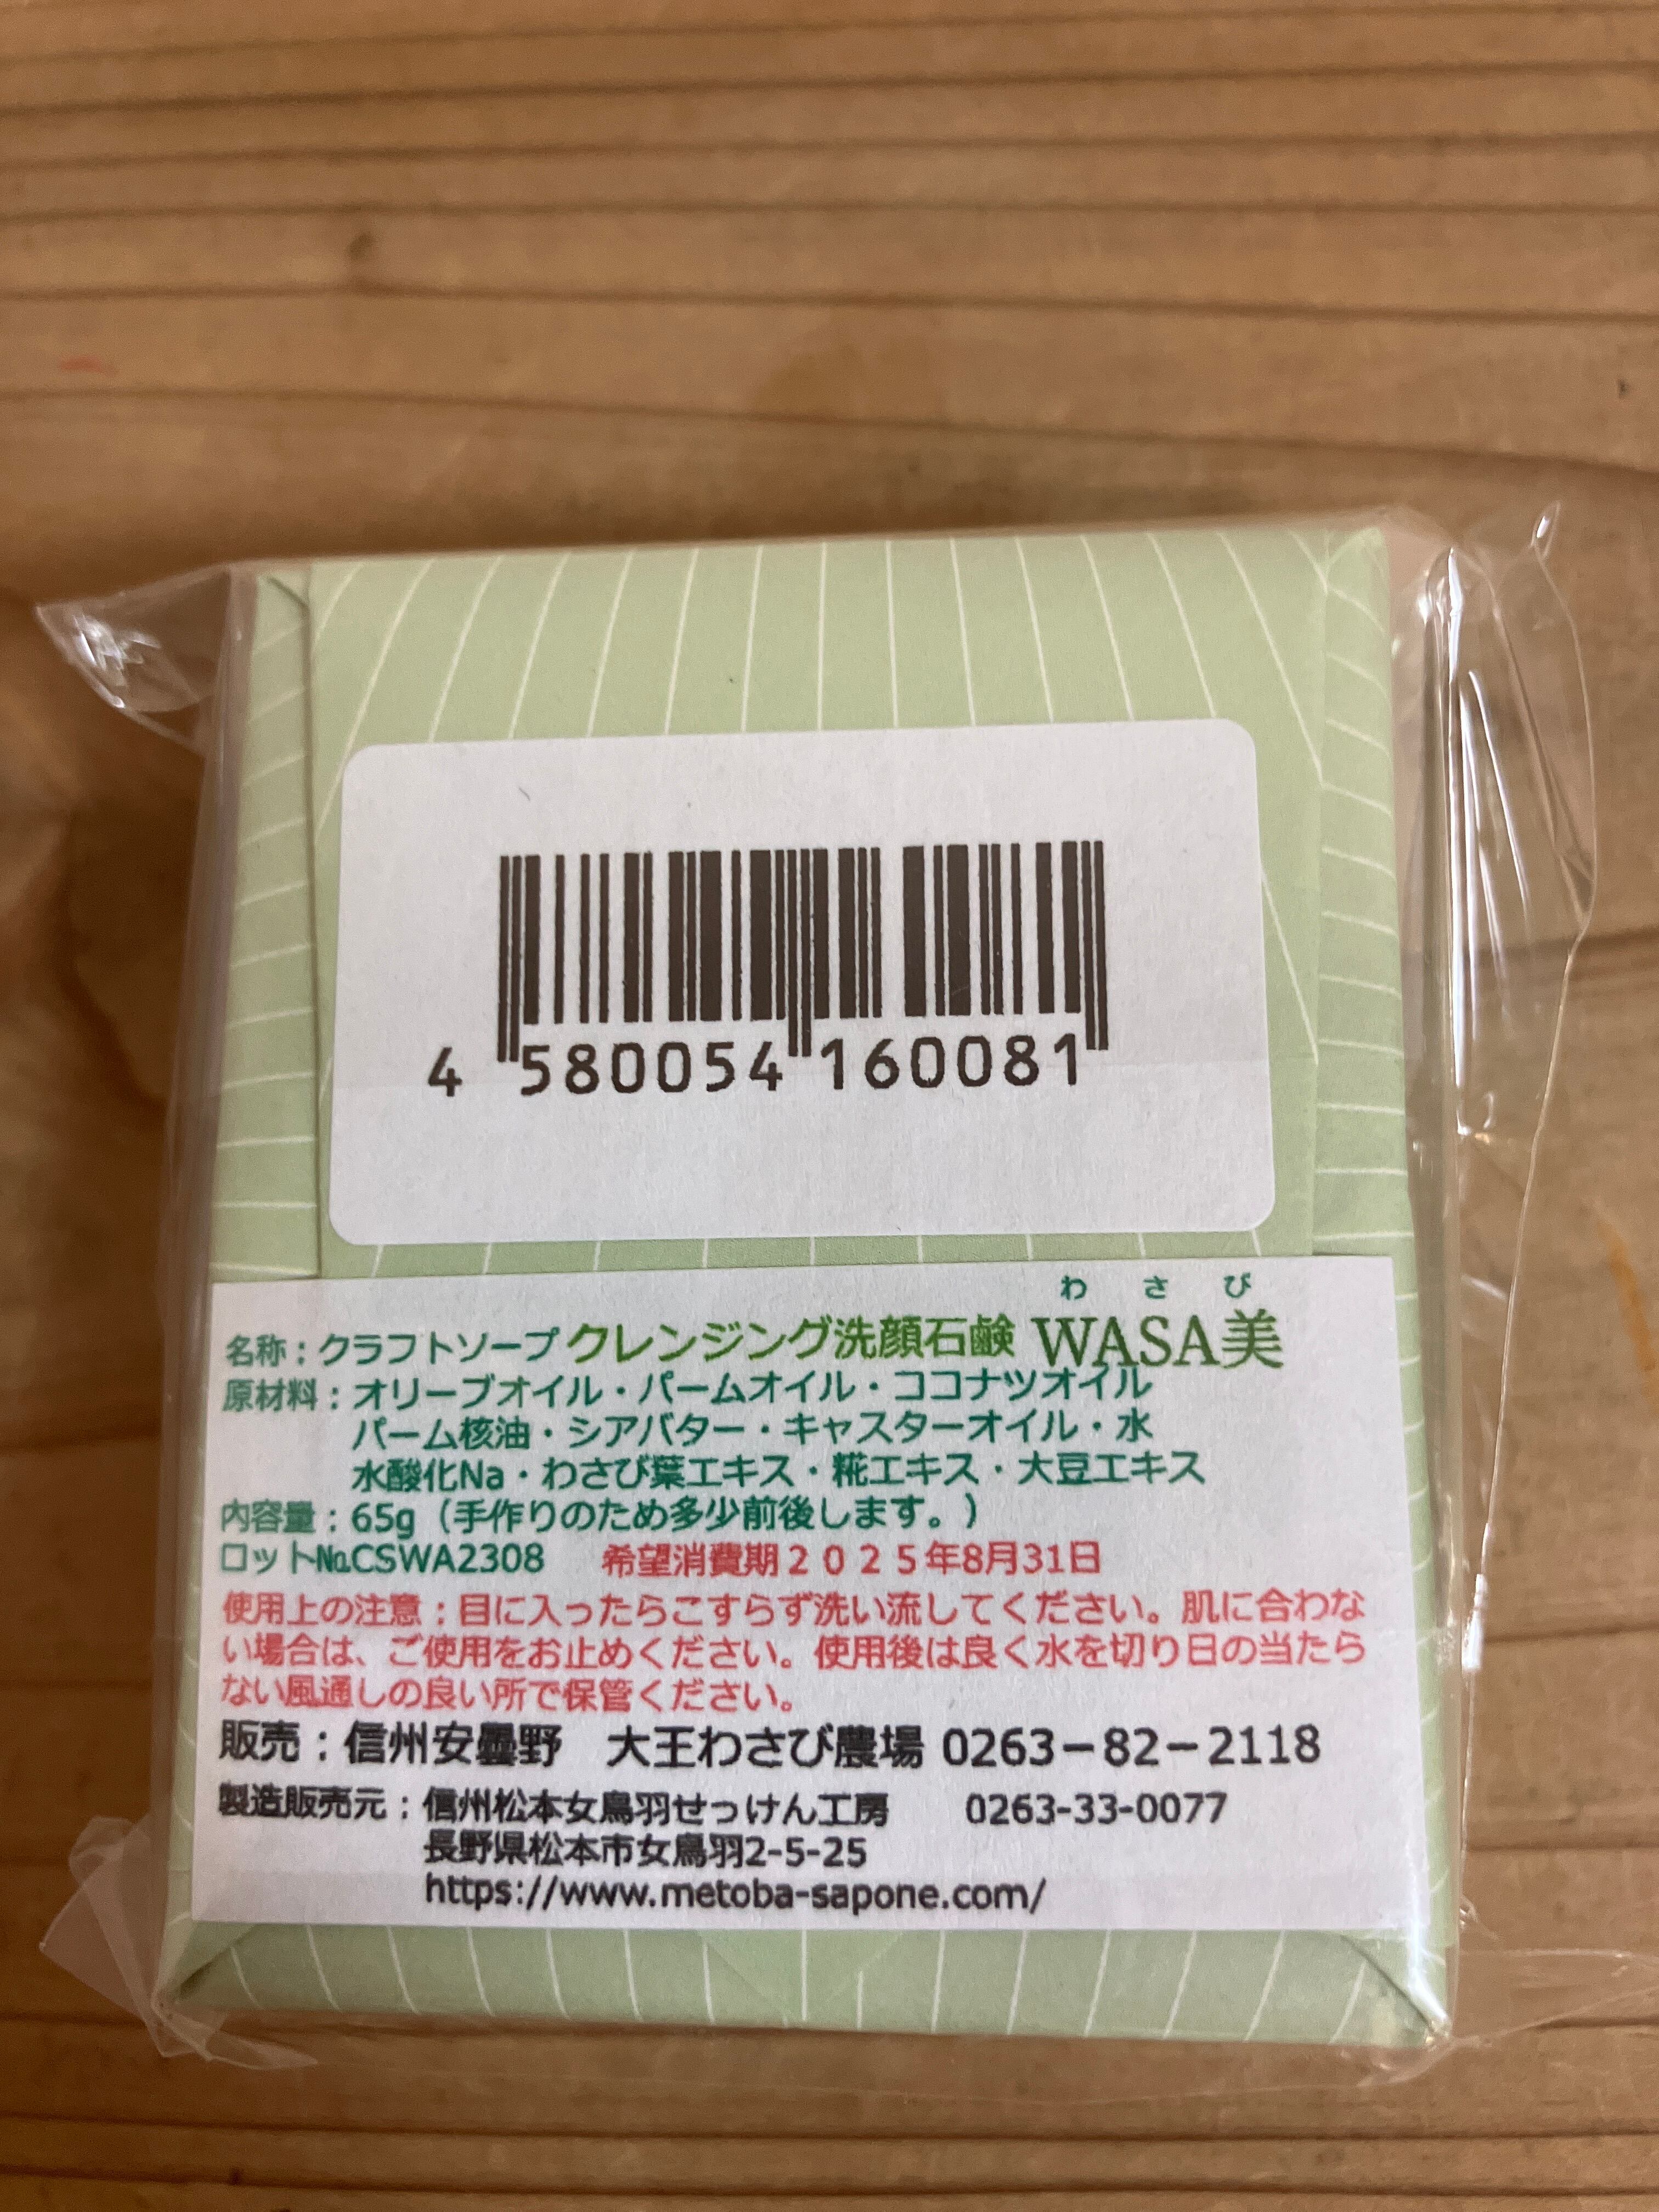 4 580054 160081
わさび
名称：クラフトソープ クレンジング洗顔石鹸 WASA美
原材料：オリーブオイル・パームオイル・ココナツオイル
パーム核油・シアバター・キャスターオイル・水
水酸化Na・わさび葉エキス・糀エキス・大豆エキス
内容量：65g（手作りのため多少前後します。）
ロット№CSWA2308 希望消費期２０２５年8月31日
使用上の注意：目に入ったらこすらず洗い流してください。肌に合わな
い場合は、ご使用をお止めください。使用後は良く水を切り日の当たら
ない風通しの良い所で保管ください。
販売：信州安曇野　大王わさび農場 0263－82－2118
製造販売元：信州松本女鳥羽せっけん工房 0263-33-0077
長野県松本市女鳥羽2-5-25
https://www.metoba-sapone.com/